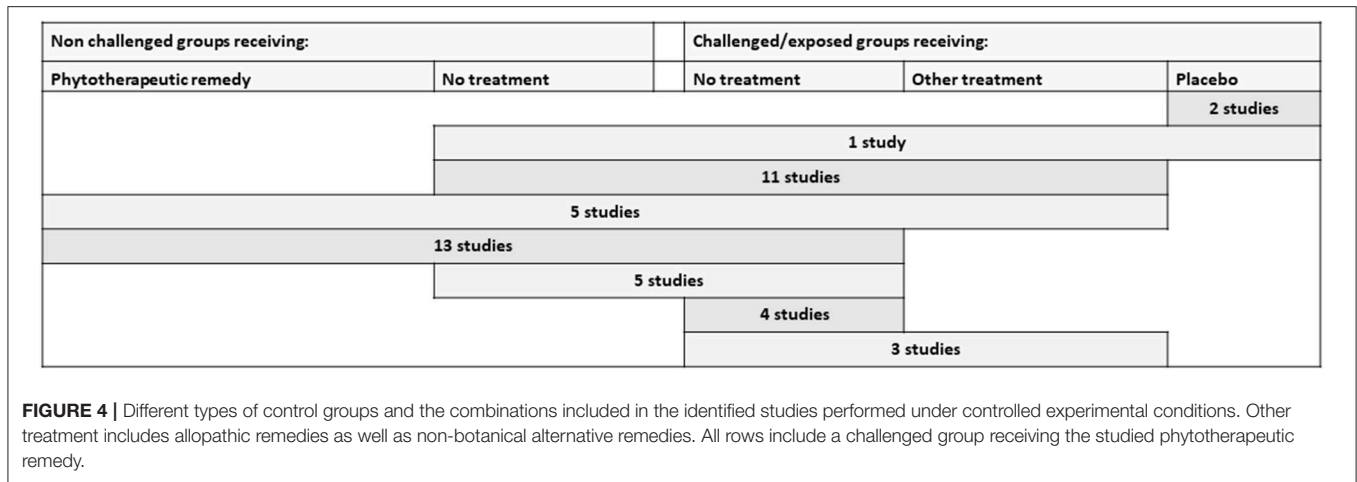 Non challenged groups receiving: Challenged/exposed groups receiving:
Phytotherapeutic remedy No treatment No treatment Other treatment Placebo
2 studies
1 study
11 studies
5 studies
13 studies
5 studies
4 studies
3 studies
FIGURE 4 | Different types of control groups and the combinations included in the identified studies performed under controlled experimental conditions. Other
treatment includes allopathic remedies as well as non-botanical alternative remedies. All rows include a challenged group receiving the studied phytotherapeutic
remedy.